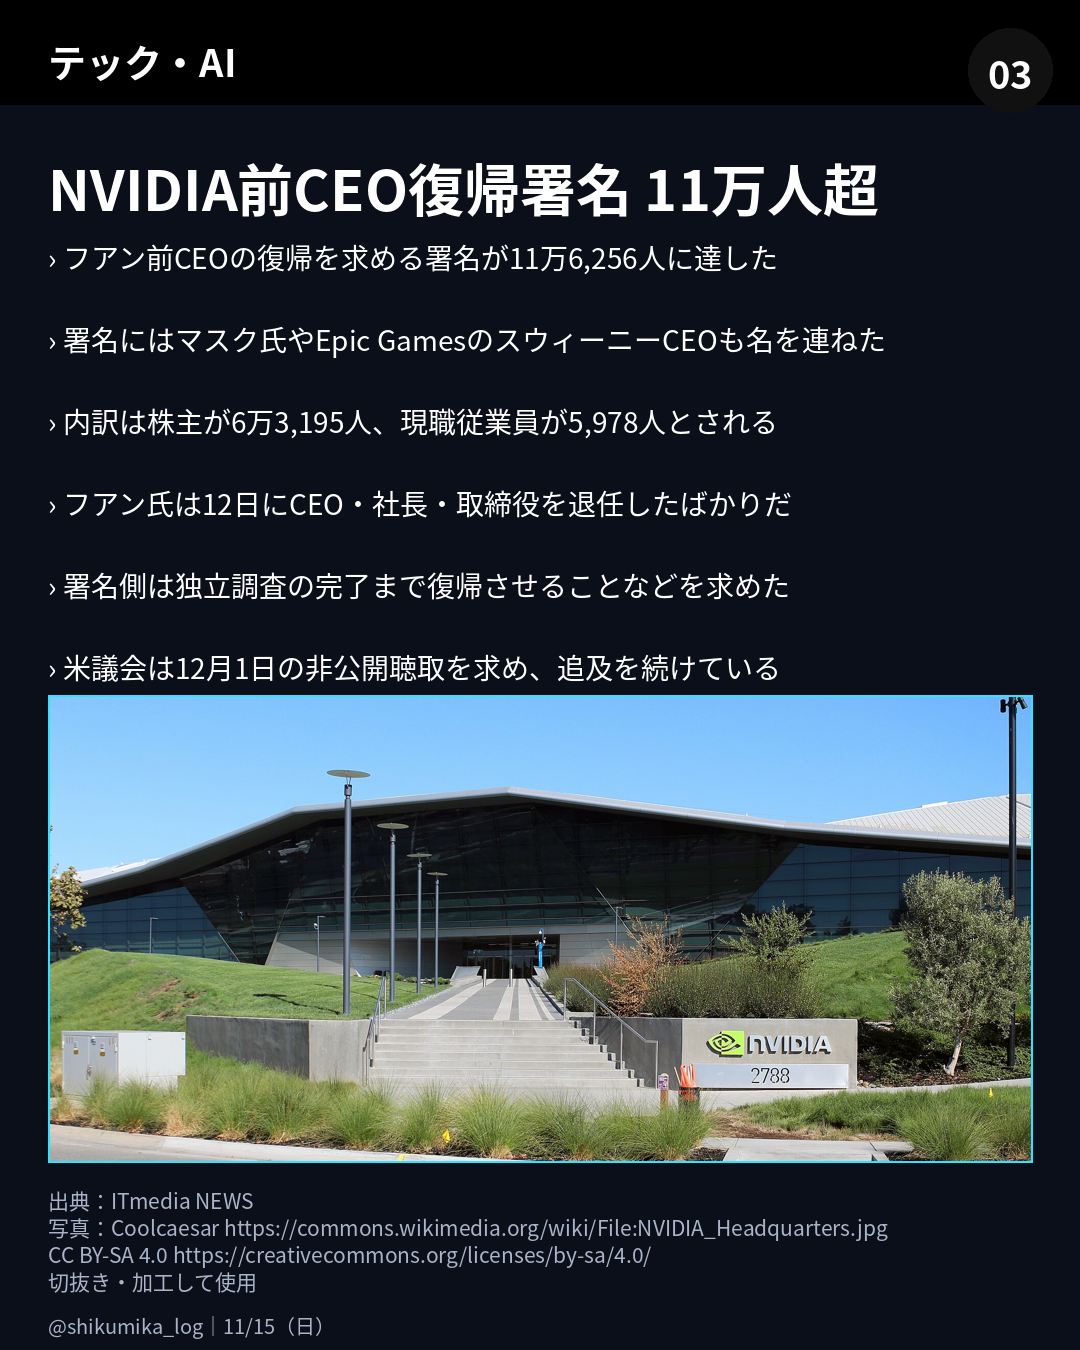 テック・AI
03
NVIDIA前CEO復帰署名 11万人超
› フアン前CEOの復帰を求める署名が11万6,256人に達した
› 署名にはマスク氏やEpic GamesのスウィーニーCEOも名を連ねた
› 内訳は株主が6万3,195人、現職従業員が5,978人とされる
› フアン氏は12日にCEO・社長・取締役を退任したばかりだ
› 署名側は独立調査の完了まで復帰させることなどを求めた
› 米議会は12月1日の非公開聴取を求め、追及を続けている
NVIDIA
2788
出典：ITmedia NEWS
写真：Coolcaesar https://commons.wikimedia.org/wiki/File:NVIDIA_Headquarters.jpg
CC BY-SA 4.0 https://creativecommons.org/licenses/by-sa/4.0/
切抜き・加工して使用
@shikumika_log｜11/15（日）